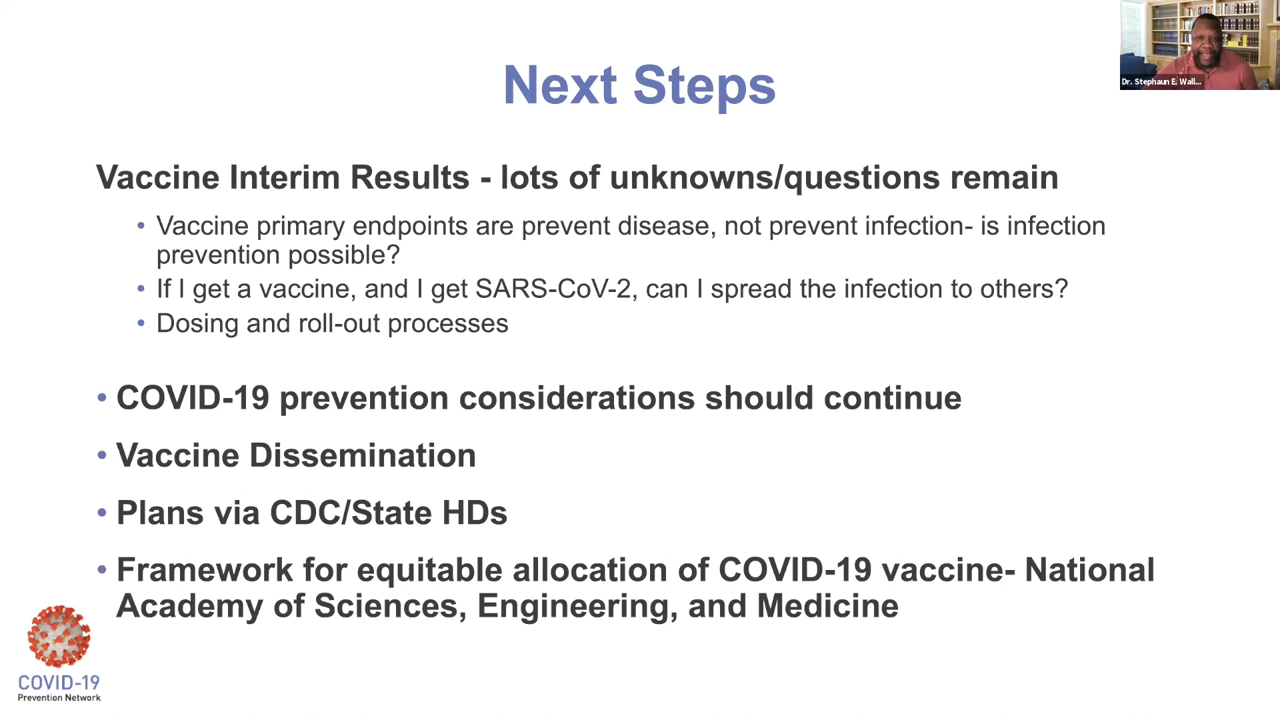 Dr. Stephaun E. Wall...
Next Steps
Vaccine Interim Results - lots of unknowns/questions remain
• Vaccine primary endpoints are prevent disease, not prevent infection- is infection
prevention possible?
• If I get a vaccine, and I get SARS-CoV-2, can I spread the infection to others?
• Dosing and roll-out processes
• COVID-19 prevention considerations should continue
• Vaccine Dissemination
• Plans via CDC/State HDs
• Framework for equitable allocation of COVID-19 vaccine- National
Academy of Sciences, Engineering, and Medicine
COVID-19
Prevention Network